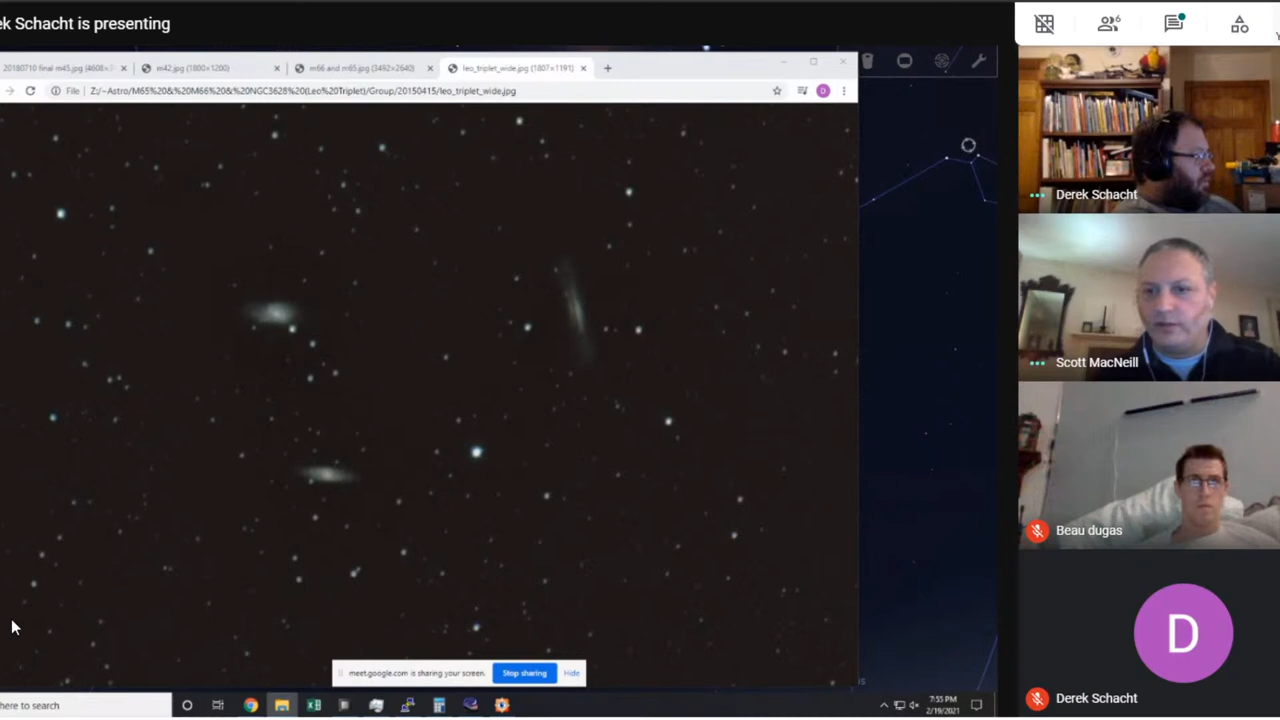 ek Schacht is presenting
6
20180710 final m45.jpg (4608×
m42.jpg (1800×1200)
m66 and m65.jpg (3492×2640)
leo_triplet_wide.jpg (1807×1191)
File
Z:/~Astro/M65%20&%20M66%20&%20NGC3628%20(Leo%20Triplet)/Group/20150415/leo_triplet_wide.jpg
D
Derek Schacht
Scott MacNeill
Beau dugas
D
Derek Schacht
meet.google.com is sharing your screen.
Stop sharing
Hide
here to search
7:55 PM
2/19/2021